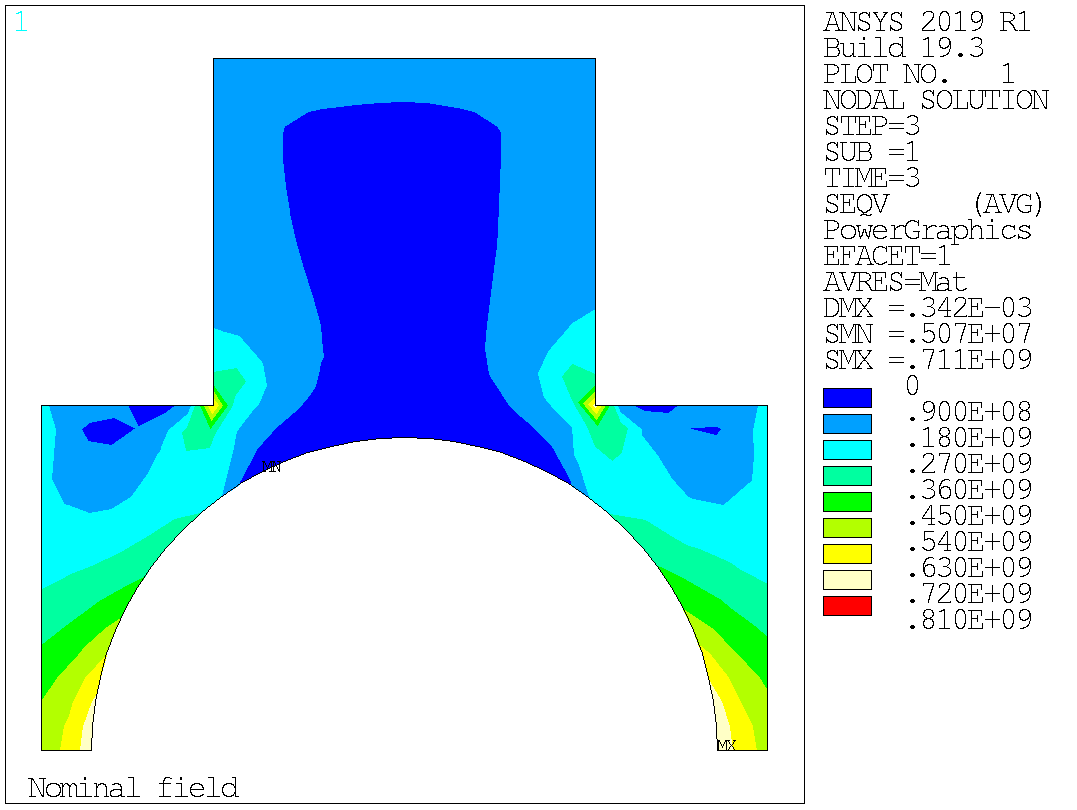 1
ANSYS 2019 R1
Build 19.3
PLOT NO. 1
NODAL SOLUTION
STEP=3
SUB =1
TIME=3
SEQV (AVG)
PowerGraphics
EFACET=1
AVRES=Mat
DMX =.342E-03
SMN =.507E+07
SMX =.711E+09
0
.900E+08
.180E+09
.270E+09
.360E+09
.450E+09
.540E+09
.630E+09
.720E+09
.810E+09
MN
MX
Nominal field